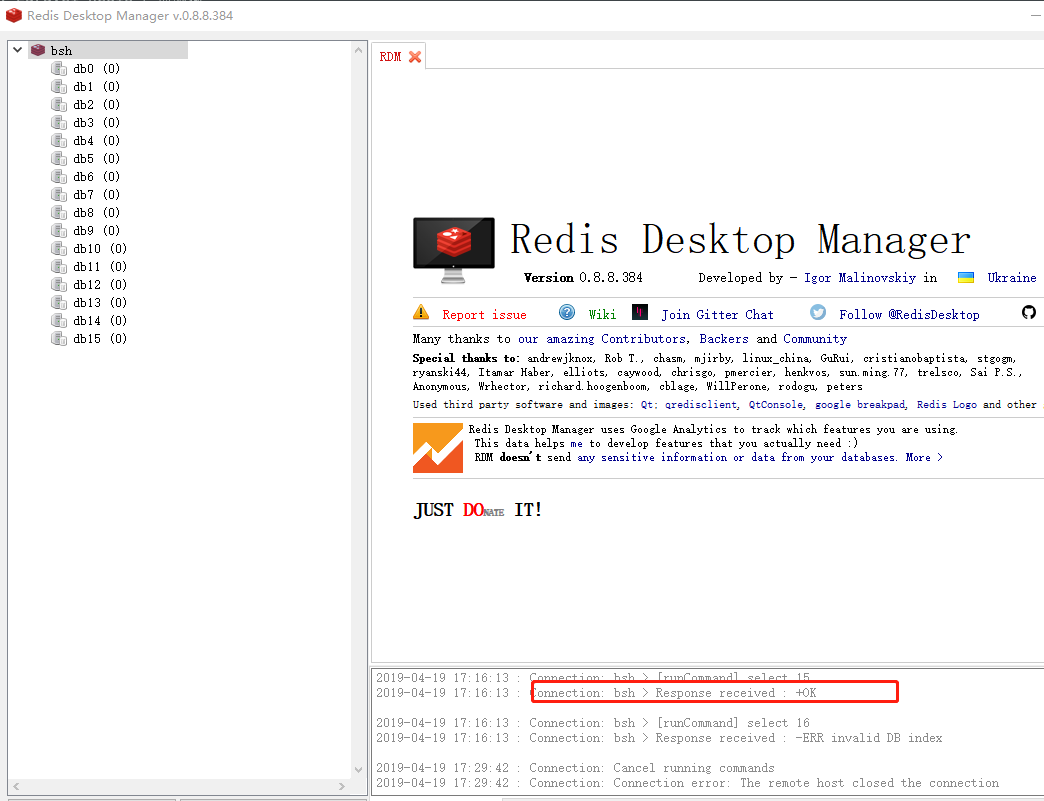 Redis Desktop Manager v.0.8.8.384
bsh
db0 (0)
db1 (0)
db2 (0)
db3 (0)
db4 (0)
db5 (0)
db6 (0)
db7 (0)
db8 (0)
db9 (0)
db10 (0)
db11 (0)
db12 (0)
db13 (0)
db14 (0)
db15 (0)
RDM
Redis Desktop Manager
Version 0.8.8.384 Developed by - Igor Malinovskiy in Ukraine
Report issue Wiki Join Gitter Chat Follow @RedisDesktop
Many thanks to our amazing Contributors, Backers and Community
Special thanks to: andrewjknox, Rob T., chasm, mjirby, linux_china, GuRui, cristianobaptista, stgogm,
ryanski44, Itamar Haber, elliots, caywood, chrisgo, pmercier, henkvos, sun.ming.77, trelsco, Sai P.S.,
Anonymous, Wrhector, richard.hoogenboom, cblage, WillPerone, rodogu, peters
Used third party software and images: Qt; qredisclient, QtConsole, google breakpad, Redis Logo and other
Redis Desktop Manager uses Google Analytics to track which features you are using.
This data helps me to develop features that you actually need :)
RDM doesn't send any sensitive information or data from your databases. More >
JUST DONATE IT!
2019-04-19 17:16:13 : Connection: bsh > [runCommand] select 15
2019-04-19 17:16:13 : Connection: bsh > Response received : +OK
2019-04-19 17:16:13 : Connection: bsh > [runCommand] select 16
2019-04-19 17:16:13 : Connection: bsh > Response received : -ERR invalid DB index
2019-04-19 17:29:42 : Connection: Cancel running commands
2019-04-19 17:29:42 : Connection: Connection error: The remote host closed the connection